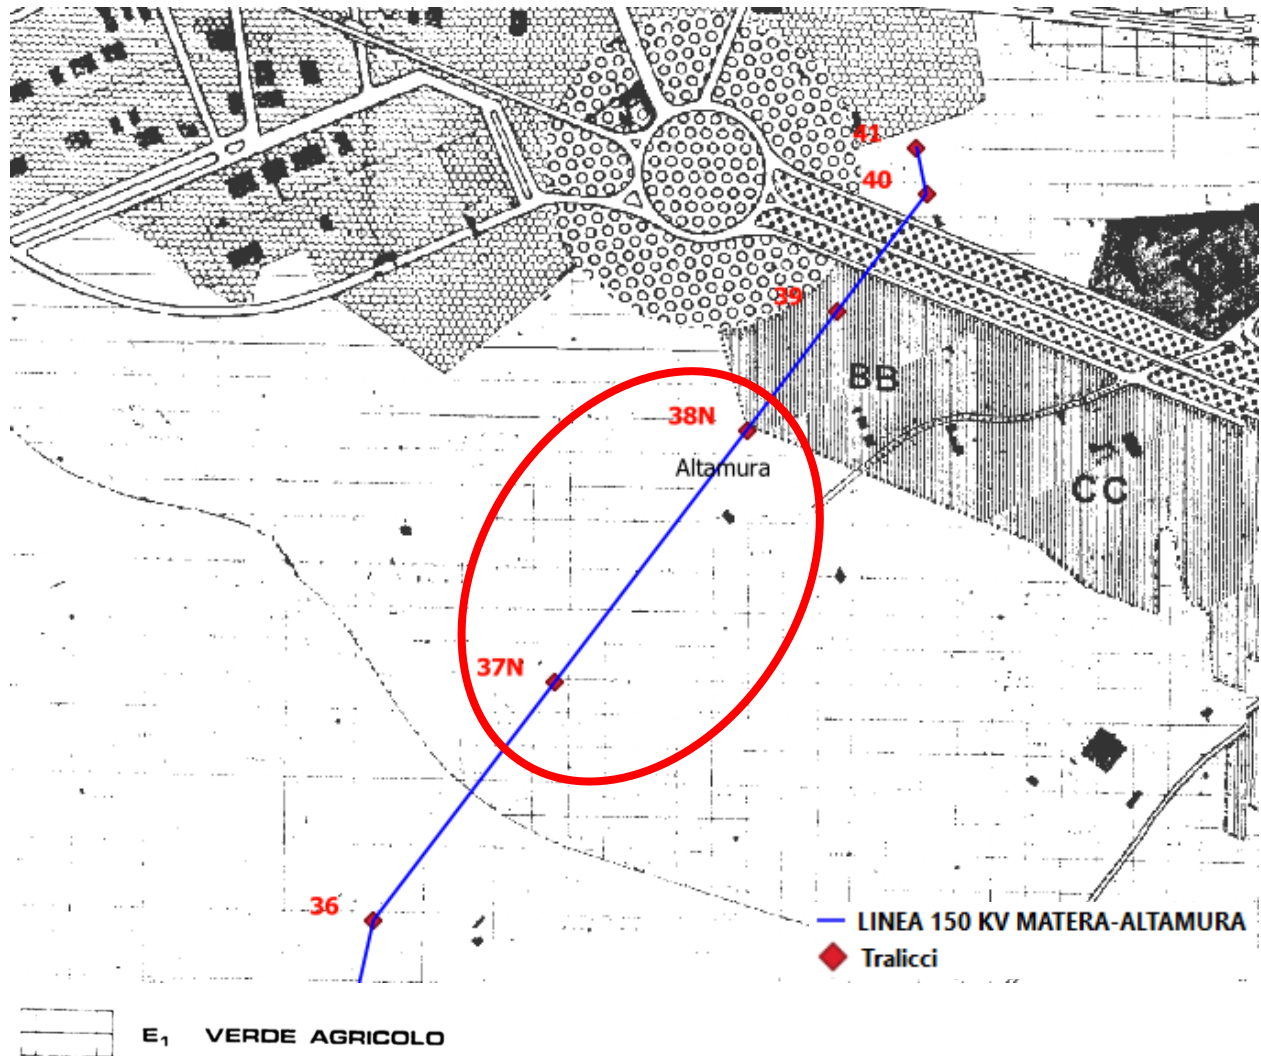 41
40
39
BB
38N
Altamura
CC
37N
36
LINEA 150 KV MATERA-ALTAMURA
Tralicci
E₁ VERDE AGRICOLO